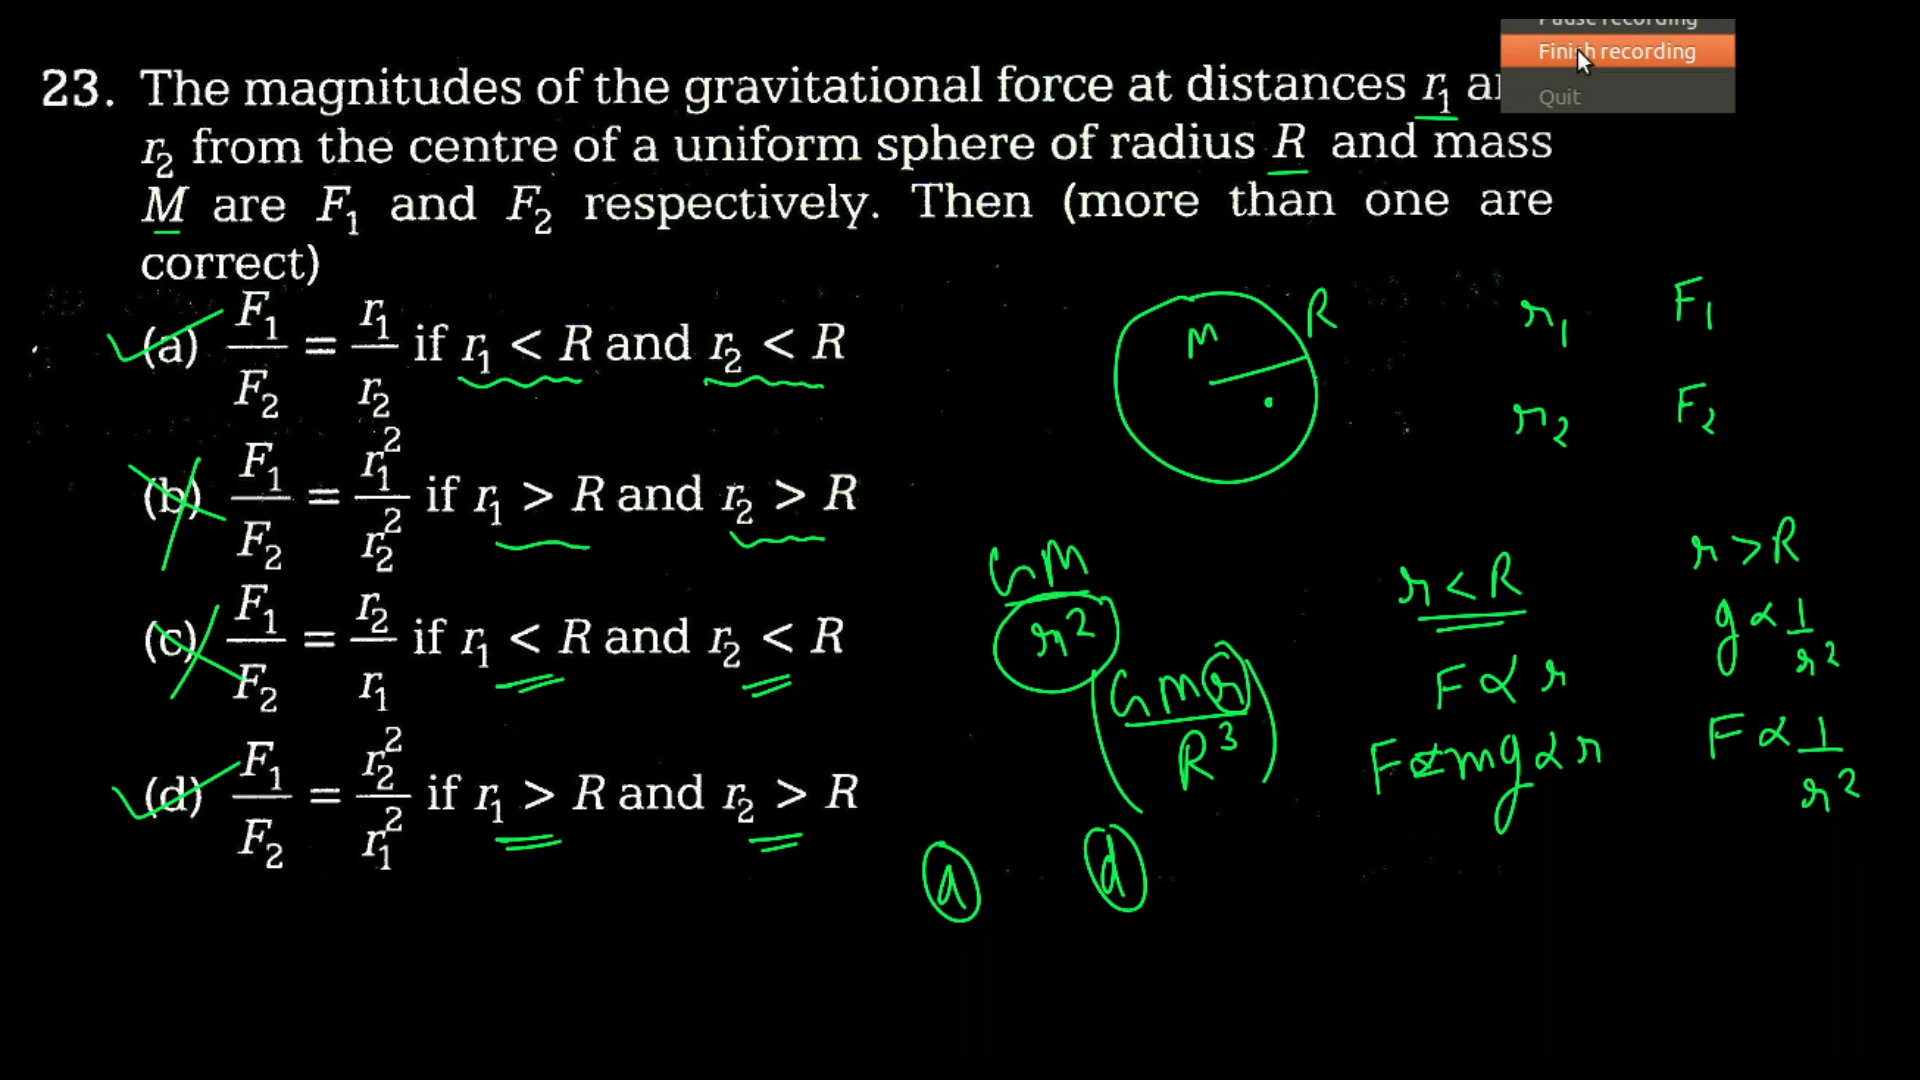 Pause recording
Finish recording
Quit
23. The magnitudes of the gravitational force at distances r₁ a
r₂ from the centre of a uniform sphere of radius R and mass
M are F₁ and F₂ respectively. Then (more than one are
correct)
(a) F₁/F₂ = r₁/r₂ if r₁ < R and r₂ < R
(b) F₁/F₂ = r₁²/r₂² if r₁ > R and r₂ > R
(c) F₁/F₂ = r₂/r₁ if r₁ < R and r₂ < R
(d) F₁/F₂ = r₂²/r₁² if r₁ > R and r₂ > R
M R
r₁ F₁
r₂ F₂
GM/r²
(GMr/R³)
r < R
F ∝ r
mg ∝ r
r > R
g ∝ 1/r²
F ∝ 1/r²
a d